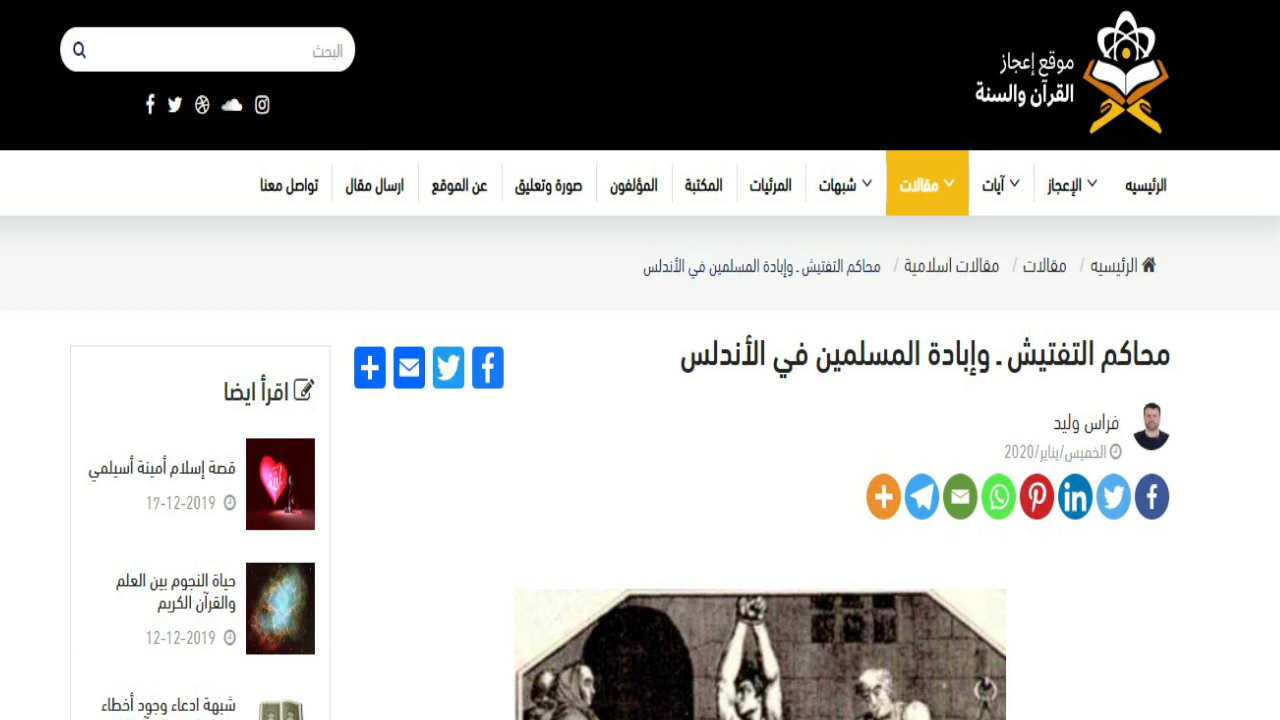 موقع إعجاز
القرآن والسنة
البحث
الرئيسيه
الإعجاز
آيات
مقالات
شبهات
المرئيات
المكتبة
المؤلفون
صورة وتعليق
عن الموقع
ارسال مقال
تواصل معنا
الرئيسيه / مقالات / مقالات اسلامية / محاكم التفتيش ـ وإبادة المسلمين في الأندلس
محاكم التفتيش ـ وإبادة المسلمين في الأندلس
فراس وليد
الخميس/يناير/2020
اقرأ ايضا
قصة إسلام أمينة أسيلمي
17-12-2019
حياة النجوم بين العلم
والقرآن الكريم
12-12-2019
شبهة ادعاء وجود أخطاء